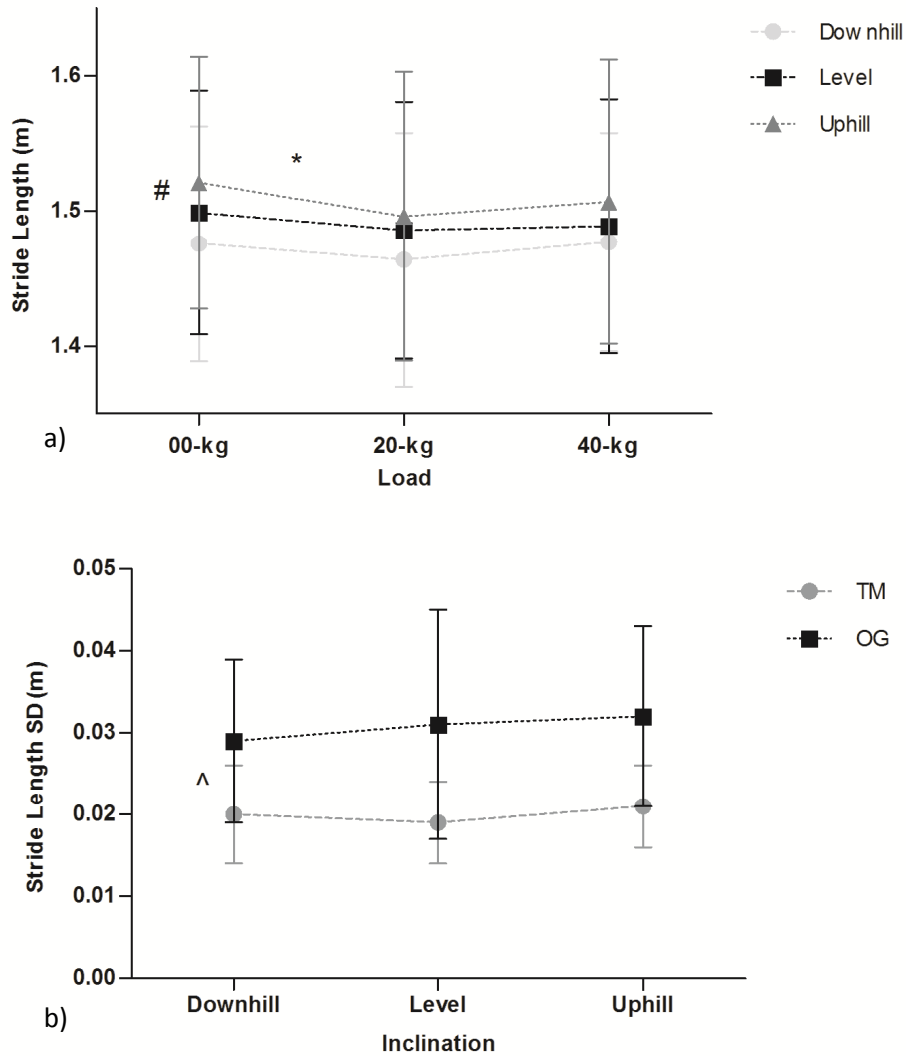 Dow nhill
Level
Uphill
1.6
1.5
1.4
Stride Length (m)
#
*
00-kg 20-kg 40-kg
Load
a)
TM
OG
0.05
0.04
0.03
0.02
0.01
0.00
Stride Length SD (m)
^
Downhill Level Uphill
Inclination
b)